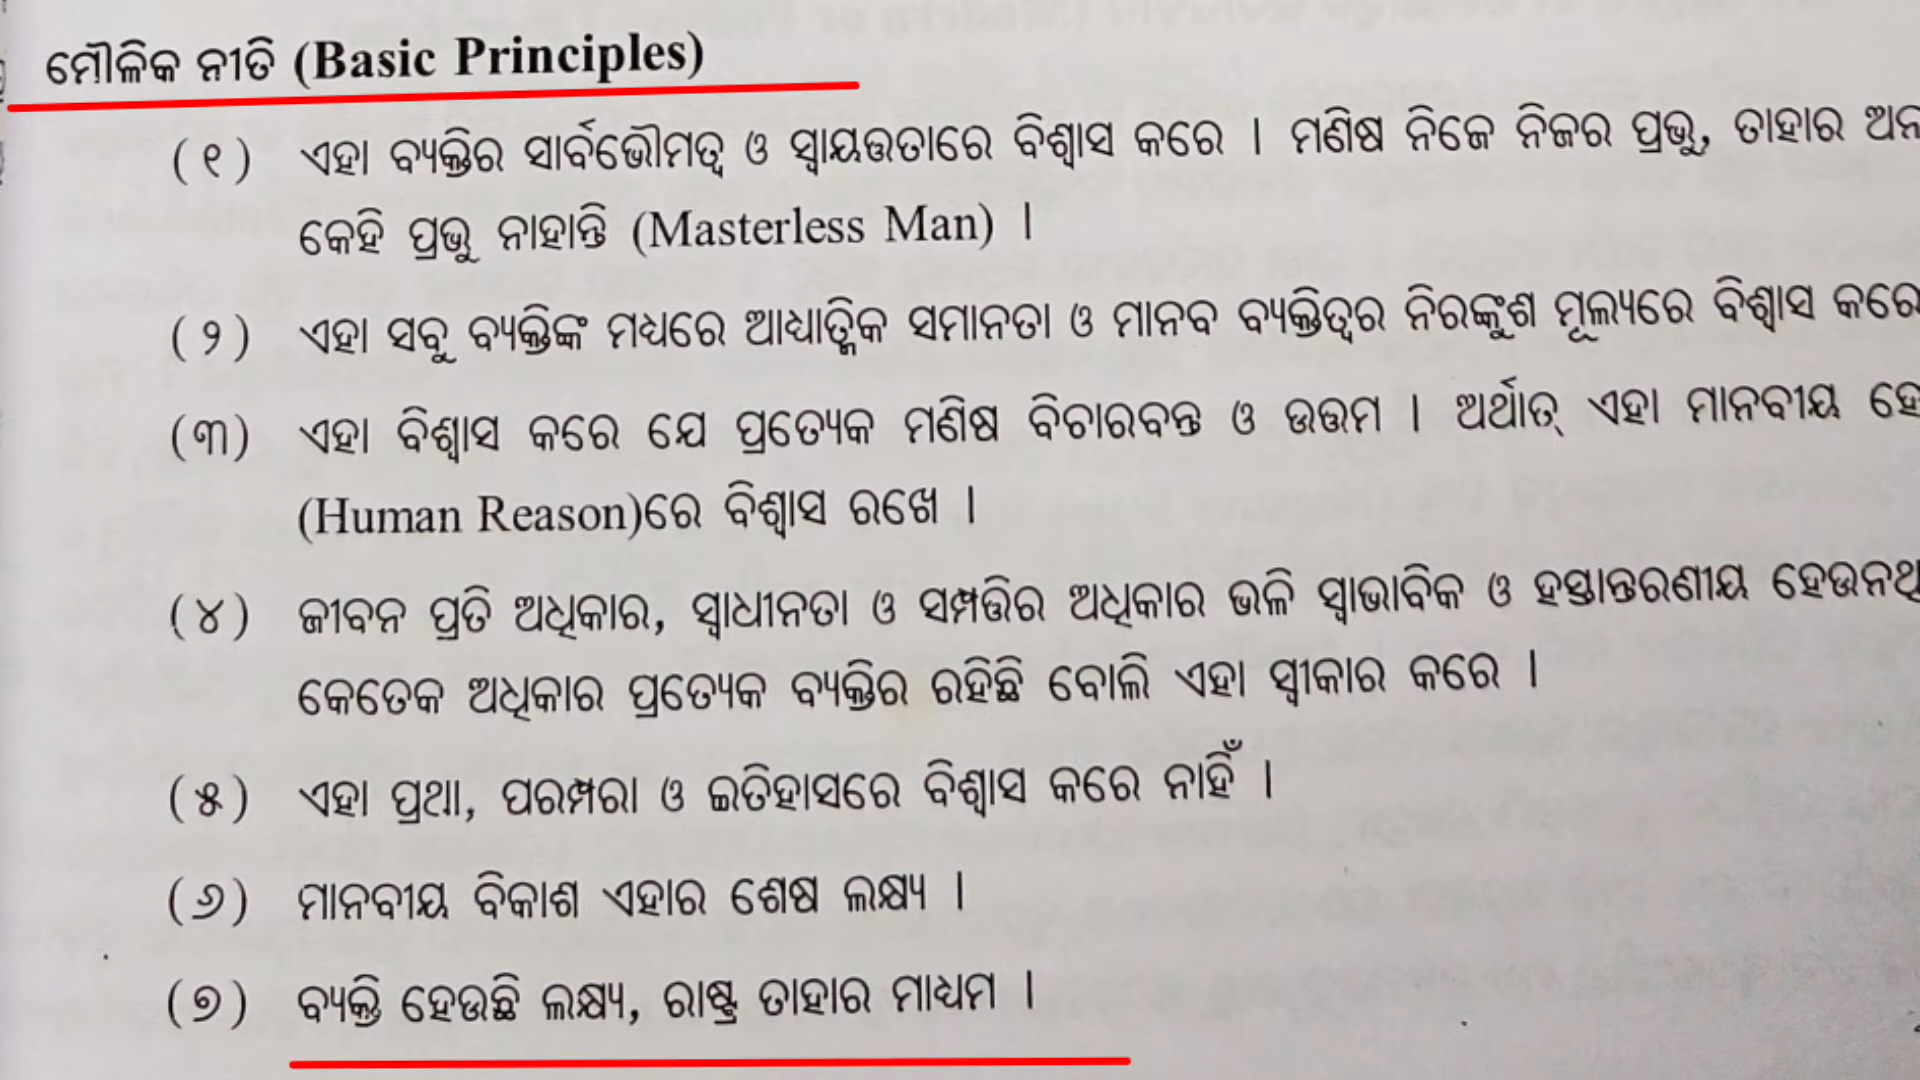 ମୌଳିକ ନୀତି (Basic Principles)
(୧) ଏହା ବ୍ୟକ୍ତିର ସାର୍ବଭୌମତ୍ୱ ଓ ସ୍ୱାୟତ୍ତତାରେ ବିଶ୍ୱାସ କରେ । ମଣିଷ ନିଜେ ନିଜର ପ୍ରଭୁ, ତାହାର
କେହି ପ୍ରଭୁ ନାହାନ୍ତି (Masterless Man) ।
(୨) ଏହା ସବୁ ବ୍ୟକ୍ତିଙ୍କ ମଧ୍ୟରେ ଆଧ୍ୟାତ୍ମିକ ସମାନତା ଓ ମାନବ ବ୍ୟକ୍ତିତ୍ୱର ନିରଙ୍କୁଶ ମୂଲ୍ୟରେ ବିଶ୍ୱାସ କରେ
(୩) ଏହା ବିଶ୍ୱାସ କରେ ଯେ ପ୍ରତ୍ୟେକ ମଣିଷ ବିଚାରବନ୍ତ ଓ ଉତ୍ତମ । ଅର୍ଥାତ୍ ଏହା ମାନବୀୟ
(Human Reason)ରେ ବିଶ୍ୱାସ ରଖେ ।
(୪) ଜୀବନ ପ୍ରତି ଅଧିକାର, ସ୍ୱାଧୀନତା ଓ ସମ୍ପତ୍ତିର ଅଧିକାର ଭଳି ସ୍ୱାଭାବିକ ଓ ହସ୍ତାନ୍ତରଣୀୟ
କେତେକ ଅଧିକାର ପ୍ରତ୍ୟେକ ବ୍ୟକ୍ତିର ରହିଛି ବୋଲି ଏହା ସ୍ୱୀକାର କରେ ।
(୫) ଏହା ପ୍ରଥା, ପରମ୍ପରା ଓ ଇତିହାସରେ ବିଶ୍ୱାସ କରେ ନାହିଁ ।
(୬) ମାନବୀୟ ବିକାଶ ଏହାର ଶେଷ ଲକ୍ଷ୍ୟ ।
(୭) ବ୍ୟକ୍ତି ହେଉଛି ଲକ୍ଷ୍ୟ, ରାଷ୍ଟ୍ର ତାହାର ମାଧ୍ୟମ ।